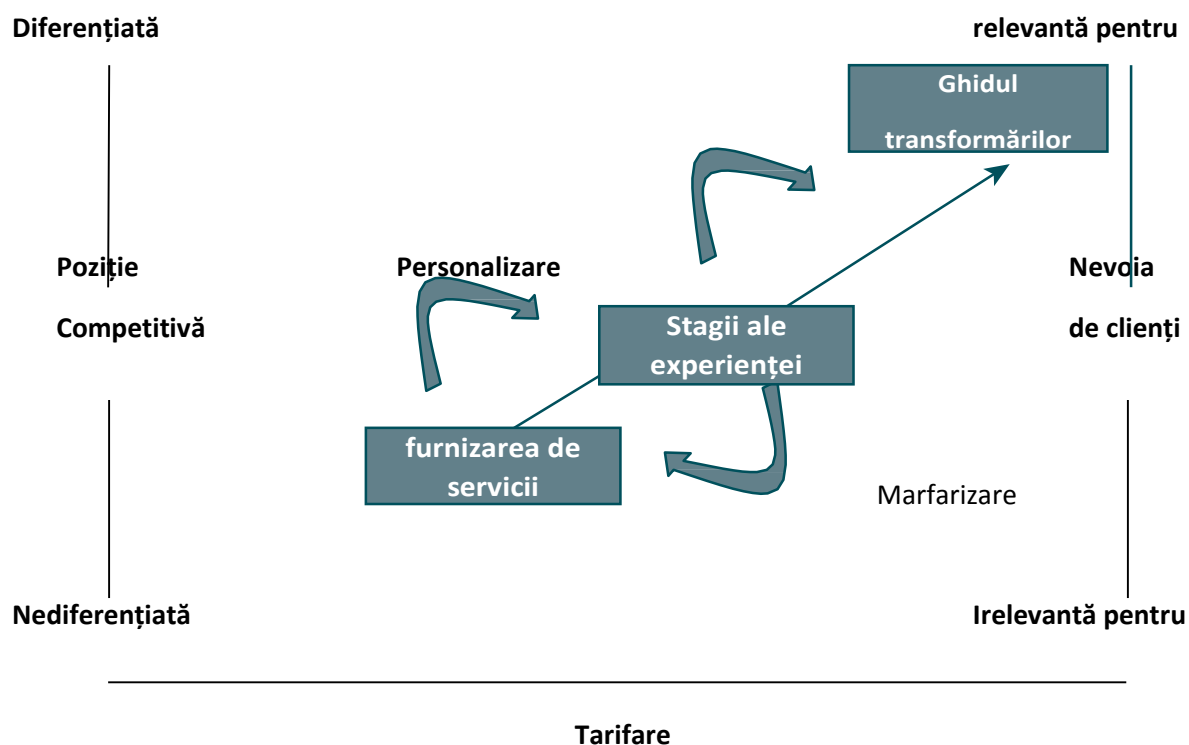 Diferențiată
relevantă pentru
Ghidul
transformărilor
Poziție
Personalizare
Nevoia
Competitivă
Stagii ale
experienței
de clienți
furnizarea de
servicii
Marfarizare
Nediferențiată
Irelevantă pentru
Tarifare